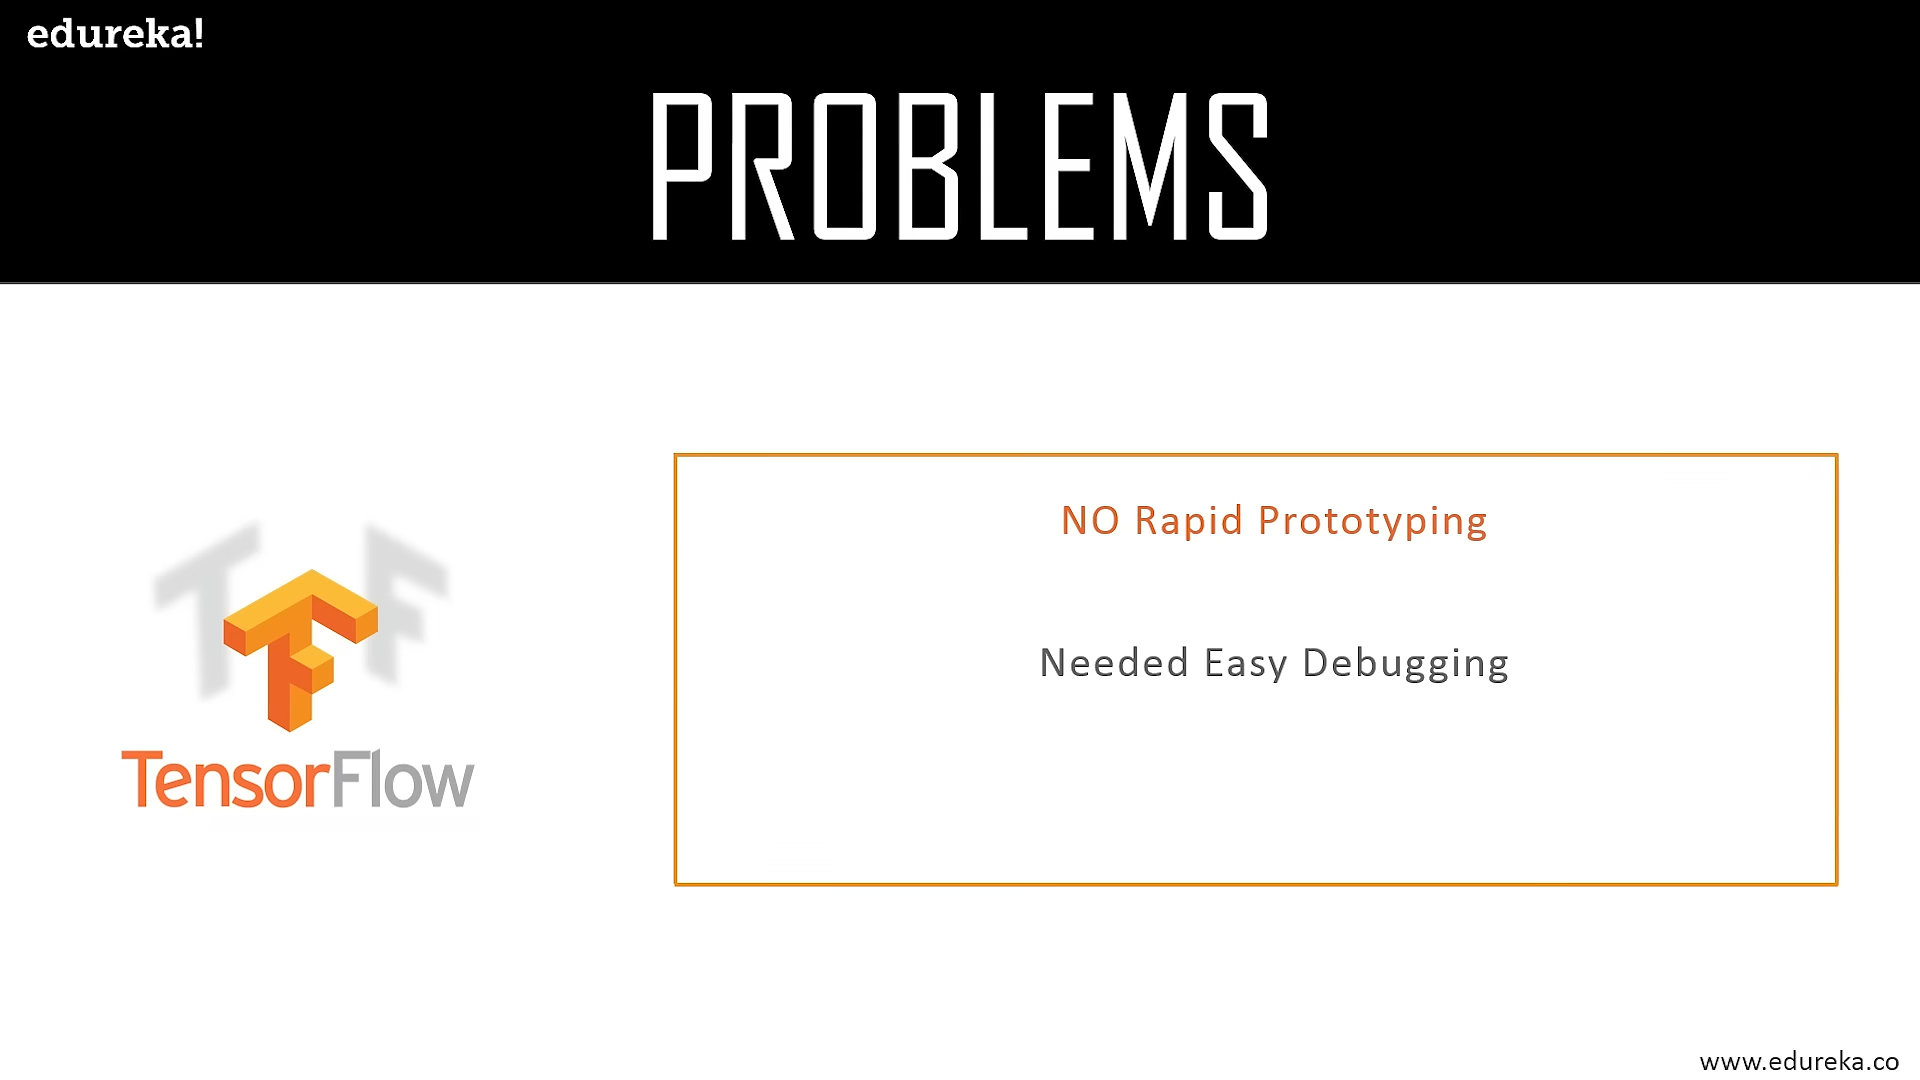 edureka!
PROBLEMS
NO Rapid Prototyping
Needed Easy Debugging
TensorFlow
www.edureka.co